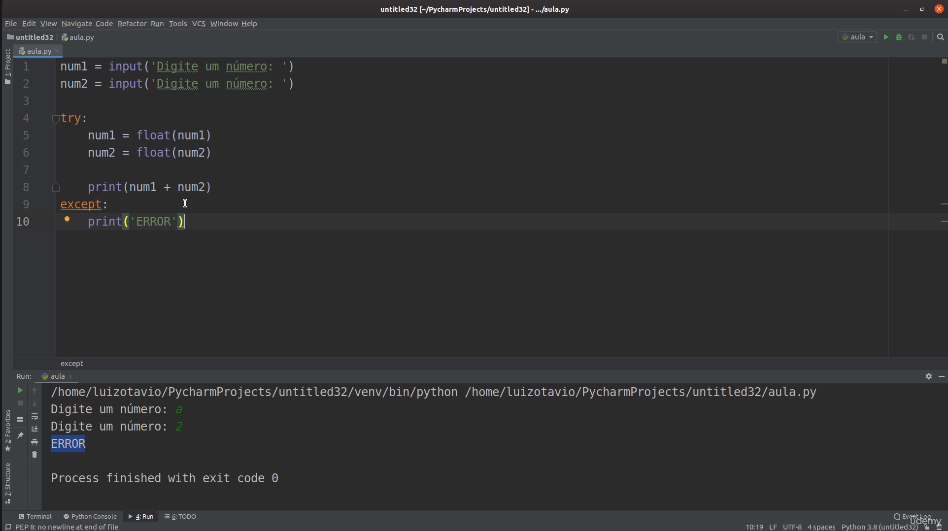 untitled32 [~/PycharmProjects/untitled32] - .../aula.py
File Edit View Navigate Code Refactor Run Tools VCS Window Help
untitled32 aula.py
aula
aula.py
1: Project
1 num1 = input('Digite um número: ')
2 num2 = input('Digite um número: ')
3
4 try:
5 num1 = float(num1)
6 num2 = float(num2)
7
8 print(num1 + num2)
9 except:
10 print('ERROR')
except
Run: aula
/home/luizotavio/PycharmProjects/untitled32/venv/bin/python /home/luizotavio/PycharmProjects/untitled32/aula.py
Digite um número: a
Digite um número: 2
ERROR
Process finished with exit code 0
2: Favorites
Z: Structure
Terminal Python Console 4: Run 6: TODO Event Log
PEP 8: no newline at end of file 10:19 LF UTF-8 4 spaces Python 3.8 (untitled32)
udemy